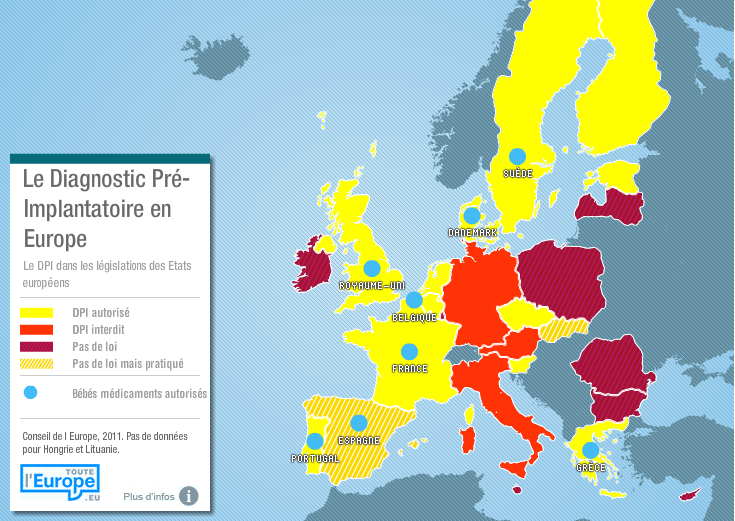 Le Diagnostic Pré-
Implantatoire en
Europe
Le DPI dans les législations des Etats
européens
DPI autorisé
DPI interdit
Pas de loi
Pas de loi mais pratiqué
Bébés médicaments autorisés
Conseil de l Europe, 2011. Pas de données
pour Hongrie et Lituanie.
TOUTE
l'Europe
.EU
Plus d'infos i
SUÈDE
DANEMARK
ROYAUME-UNI
BELGIQUE
FRANCE
ESPAGNE
PORTUGAL
GRÈCE